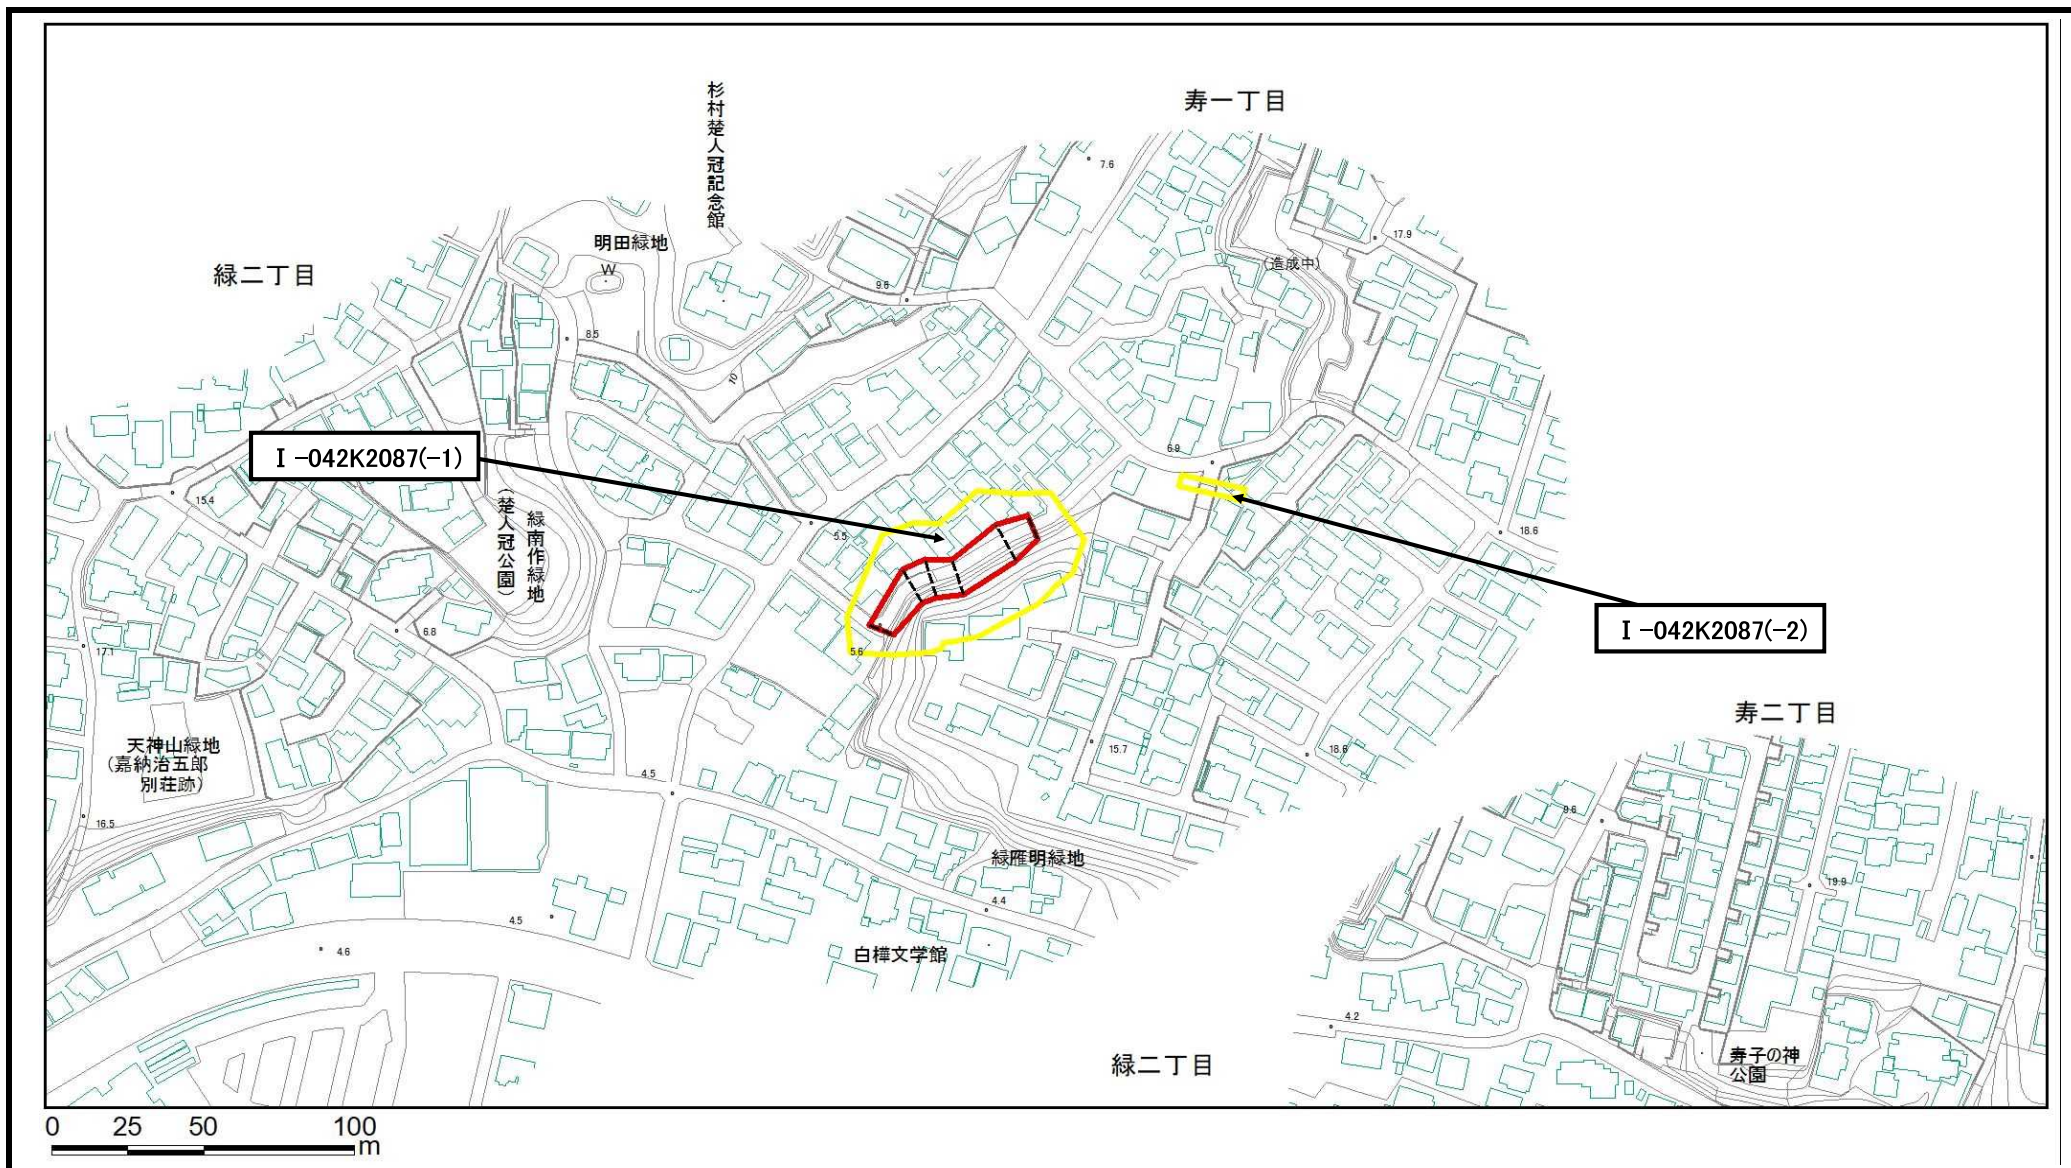 寿一丁目
杉村楚人冠記念館
7.6
17.9
明田緑地
W
緑二丁目
(造成中)
9.6
8.5
10
6.9
Ⅰ-042K2087(-1)
15.4
(楚人冠公園)
緑南作緑地
5.5
18.6
6.8
Ⅰ-042K2087(-2)
17.1
5.6
寿二丁目
天神山緑地
(嘉納治五郎
別荘跡)
15.7
18.6
4.5
16.5
9.6
緑雁明緑地
19.9
4.4
4.5
4.6
白樺文学館
4.2
寿子の神
公園
緑二丁目
0 25 50 100
m